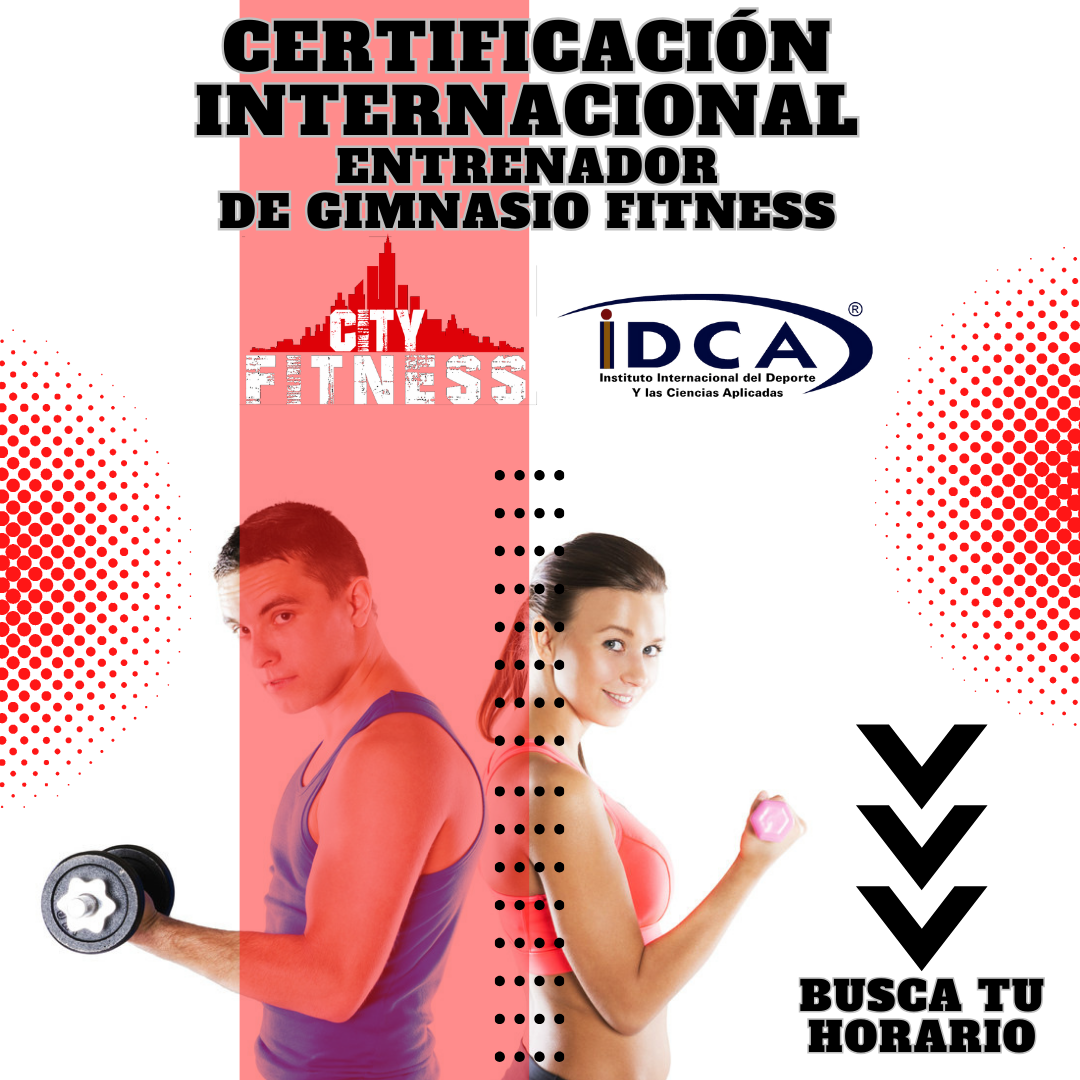 CERTIFICACIÓN
INTERNACIONAL
ENTRENADOR
DE GIMNASIO FITNESS
CITY
FITNESS
iDCA®
Instituto Internacional del Deporte
Y las Ciencias Aplicadas
BUSCA TU
HORARIO